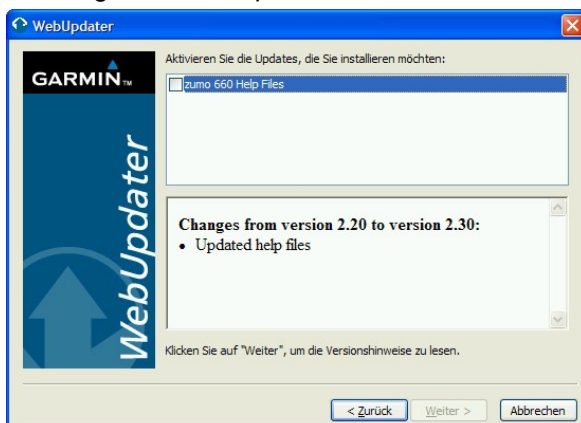 WebUpdater
GARMIN™
WebUpdater
Aktivieren Sie die Updates, die Sie installieren möchten:
zumo 660 Help Files
Changes from version 2.20 to version 2.30:
• Updated help files
Klicken Sie auf "Weiter", um die Versionshinweise zu lesen.
< Zurück
Weiter >
Abbrechen